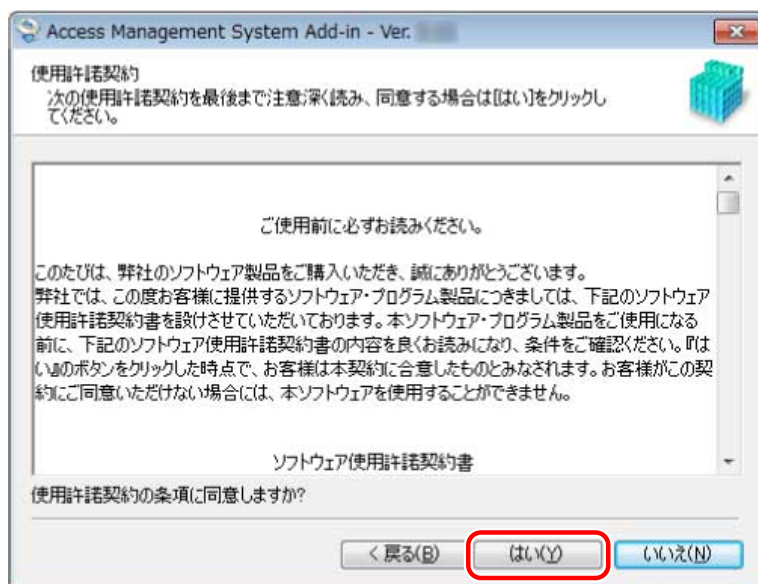 Access Management System Add-in - Ver.
使用許諾契約
次の使用許諾契約を最後まで注意深く読み、同意する場合は[はい]をクリックし
てください。
ご使用前に必ずお読みください。
このたびは、弊社のソフトウェア製品をご購入いただき、誠にありがとうございます。
弊社では、この度お客様に提供するソフトウェア・プログラム製品につきましては、下記のソフトウェア
使用許諾契約書を設けさせていただいております。本ソフトウェア・プログラム製品をご使用になる
前に、下記のソフトウェア使用許諾契約書の内容を良くお読みになり、条件をご確認ください。『は
い』のボタンをクリックした時点で、お客様は本契約に合意したものとみなされます。お客様がこの契
約にご同意いただけない場合には、本ソフトウェアを使用することができません。
ソフトウェア使用許諾契約書
使用許諾契約の条項に同意しますか?
< 戻る(B)
はい(Y)
いいえ(N)